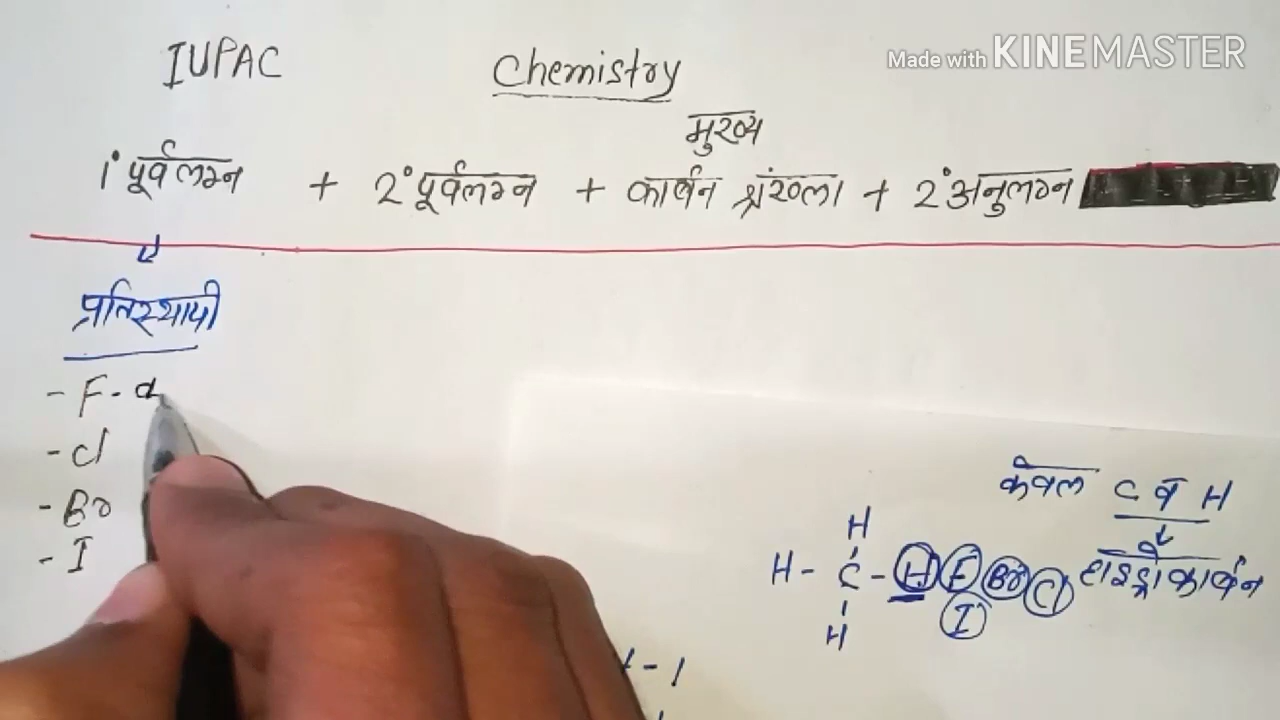 Made with KINEMASTER
IUPAC Chemistry
मुख्य
1° पूर्वलग्न + 2° पूर्वलग्न + कार्बन श्रंखला + 2° अनुलग्न
प्रतिस्थापी
- F -
- Cl
- Br
- I
केवल C व H
हाइड्रोकार्बन
H
H - C - H F Br Cl
I
H